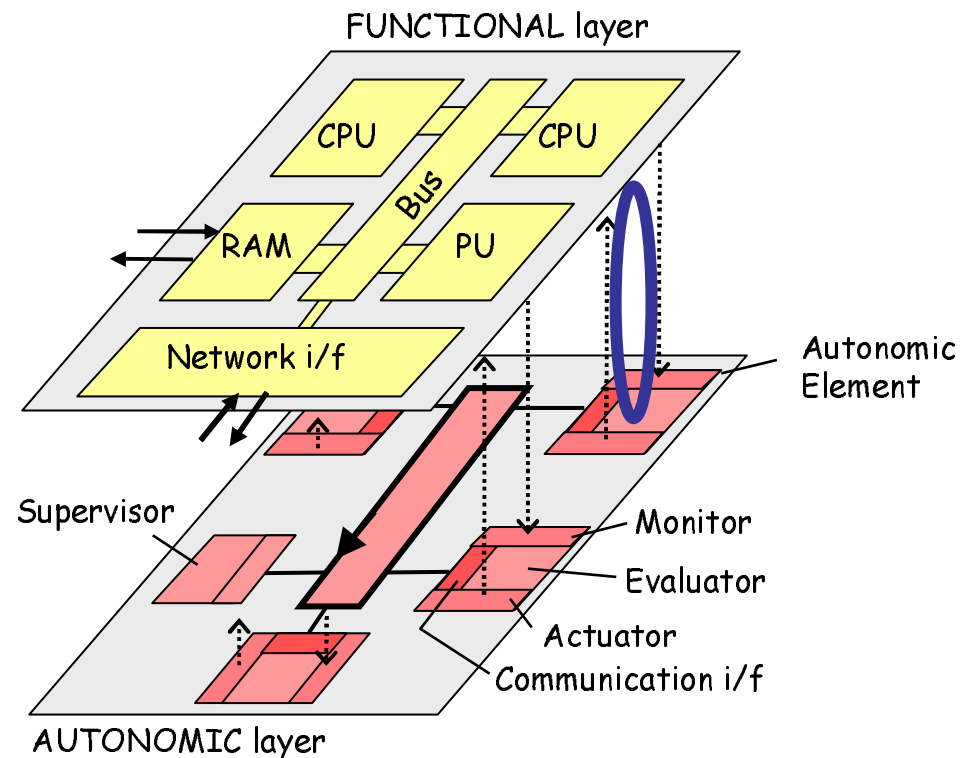 FUNCTIONAL layer
CPU
CPU
Bus
RAM
PU
Network i/f
Autonomic
Element
Supervisor
Monitor
Evaluator
Actuator
Communication i/f
AUTONOMIC layer